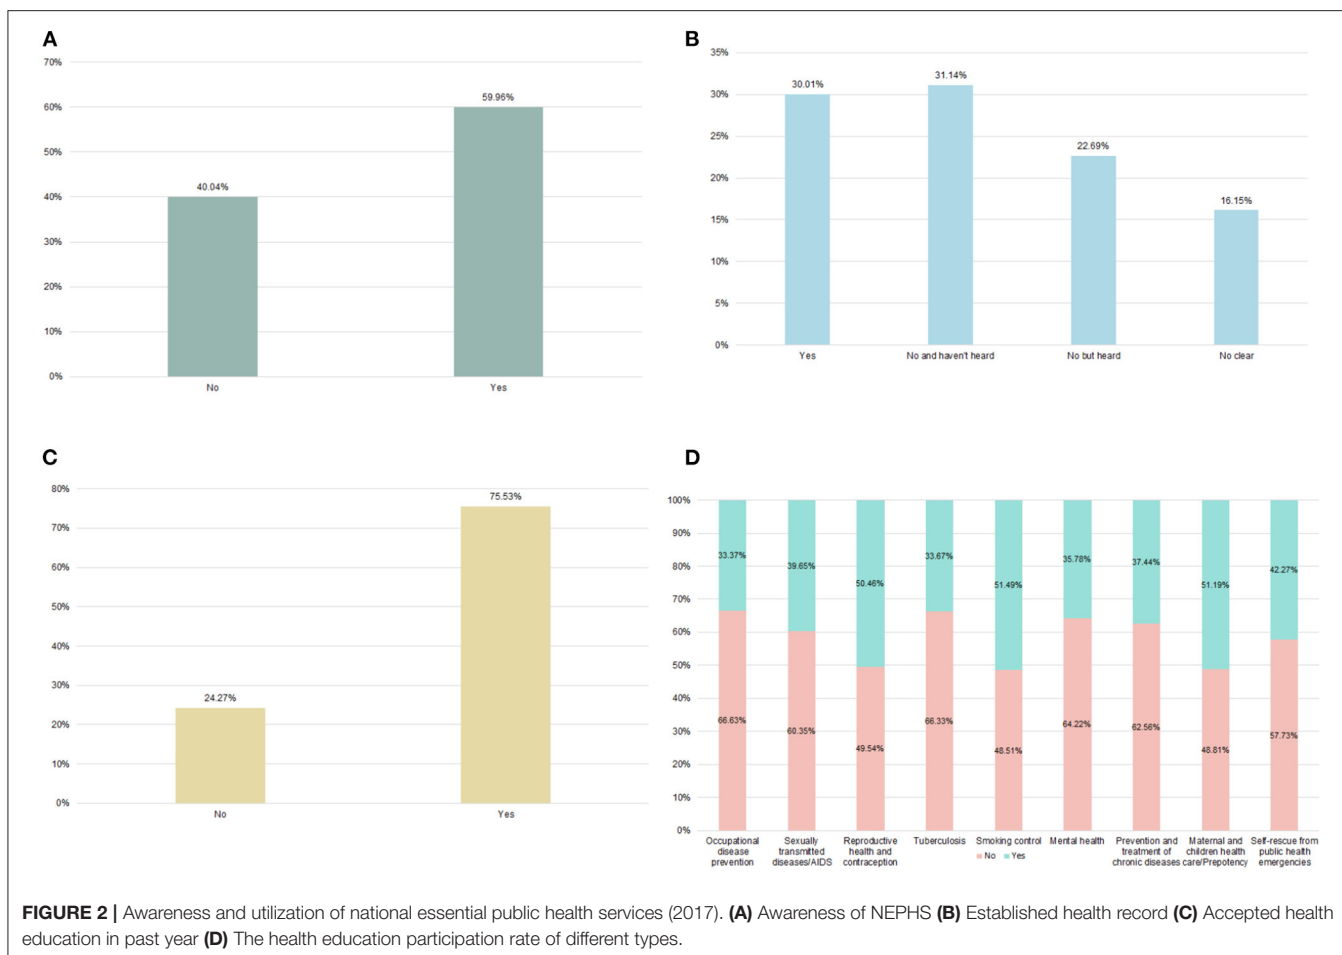 A
70%
60%
50%
40%
30%
20%
10%
0%
40.04%
59.96%
No
Yes
B
35%
30%
25%
20%
15%
10%
5%
0%
30.01%
31.14%
22.69%
16.15%
Yes
No and haven't heard
No but heard
No clear
C
80%
70%
60%
50%
40%
30%
20%
10%
0%
24.27%
75.53%
No
Yes
D
100%
90%
80%
70%
60%
50%
40%
30%
20%
10%
0%
33.37%
39.65%
50.46%
33.67%
51.49%
35.78%
37.44%
51.19%
42.27%
66.63%
60.35%
49.54%
66.33%
48.51%
64.22%
62.56%
48.81%
57.73%
Occupational
disease
prevention
Sexually
transmitted
diseases/AIDS
Reproductive
health and
contraception
Tuberculosis
Smoking control
Mental health
Prevention and
treatment of
chronic diseases
Maternal and
children health
care/Prepotency
Self-rescue from
public health
emergencies
No Yes
FIGURE 2 | Awareness and utilization of national essential public health services (2017). (A) Awareness of NEPHS (B) Established health record (C) Accepted health
education in past year (D) The health education participation rate of different types.